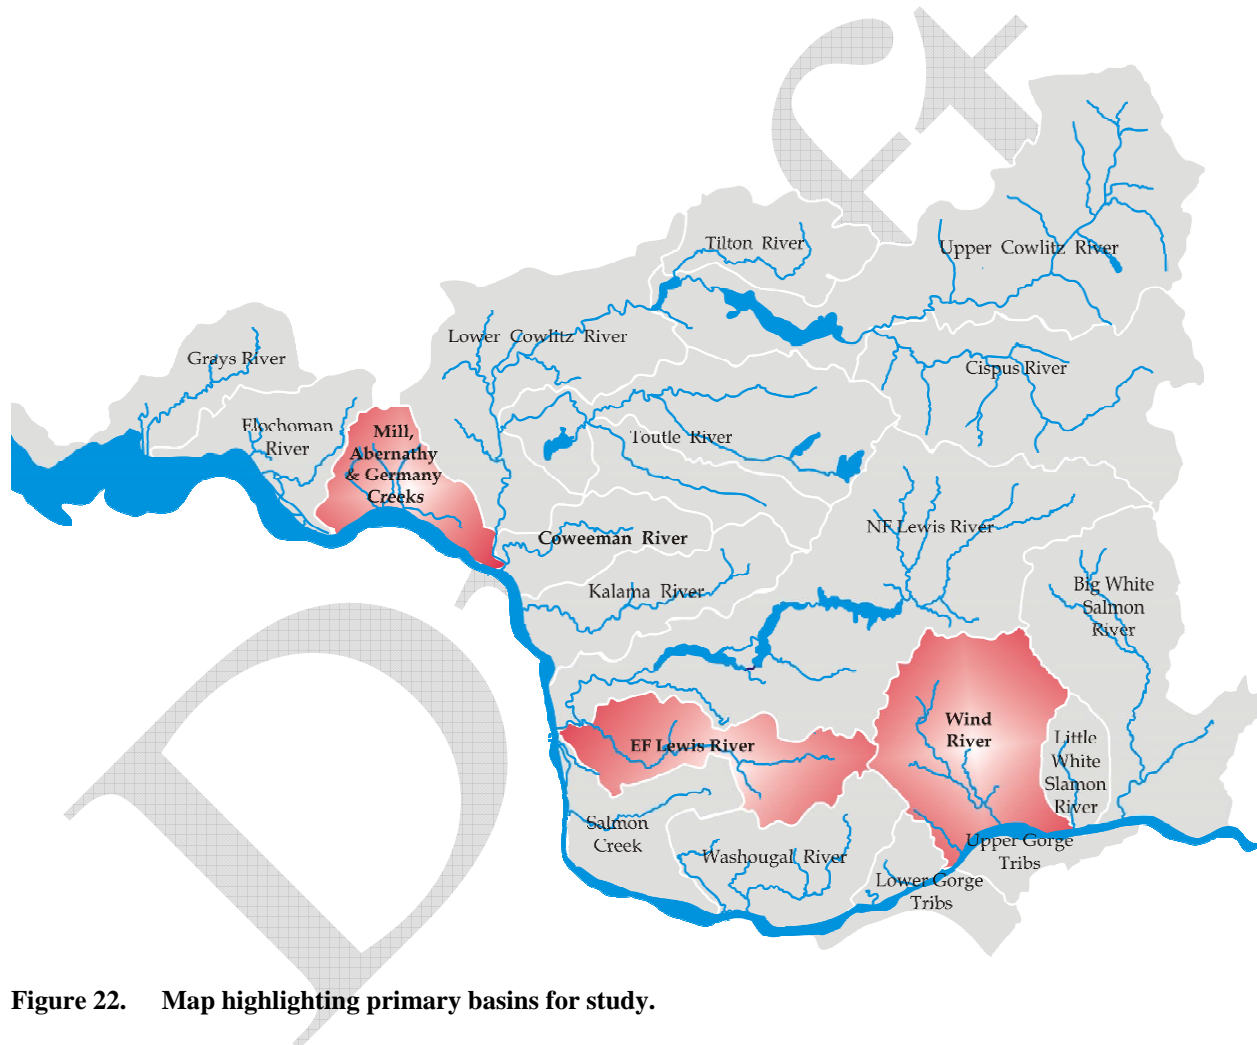 Tilton River
Upper Cowlitz River
Lower Cowlitz River
Grays River
Cispus River
Elochoman
River
Mill,
Abernathy
& Germany
Creeks
Toutle River
NF Lewis River
Coweeman River
Kalama River
Big White
Salmon
River
Wind
River
EF Lewis River
Little
White
Slamon
River
Salmon
Creek
Washougal River
Upper Gorge
Tribs
Lower Gorge
Tribs
Figure 22. Map highlighting primary basins for study.